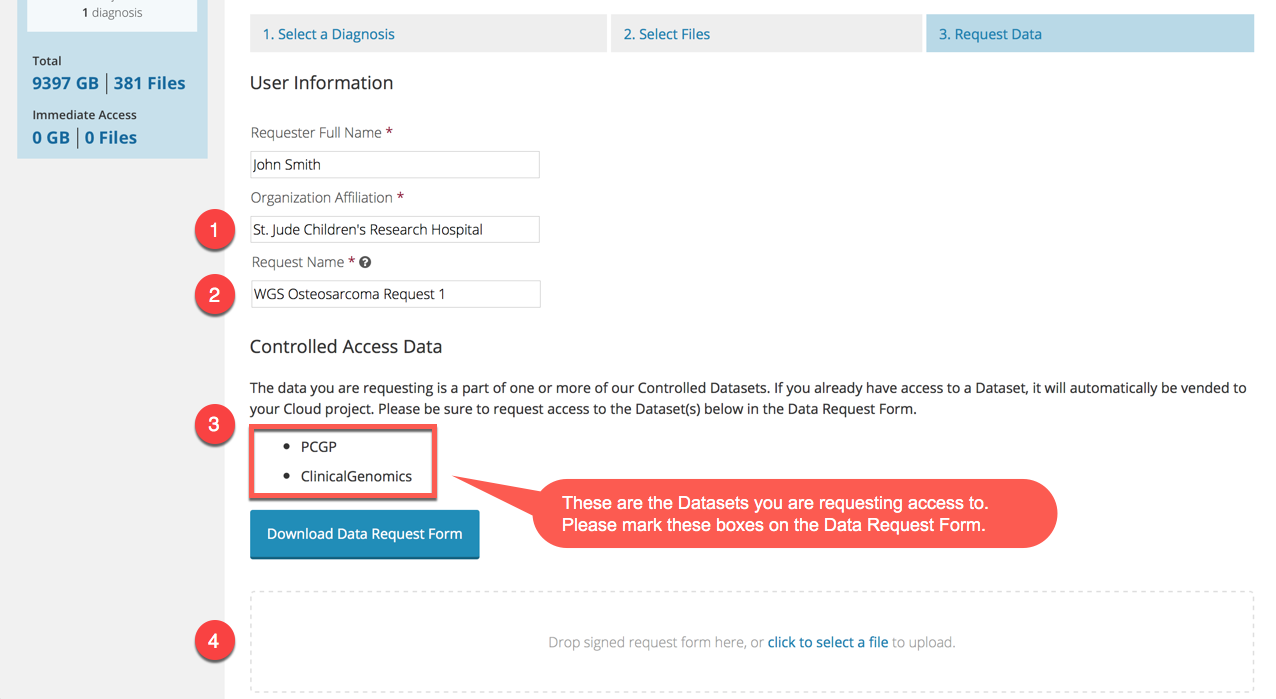 1 diagnosis
Total
9397 GB | 381 Files
Immediate Access
0 GB | 0 Files
1. Select a Diagnosis
2. Select Files
3. Request Data
User Information
Requester Full Name *
John Smith
Organization Affiliation *
1
St. Jude Children's Research Hospital
Request Name * ?
2
WGS Osteosarcoma Request 1
Controlled Access Data
The data you are requesting is a part of one or more of our Controlled Datasets. If you already have access to a Dataset, it will automatically be vended to
your Cloud project. Please be sure to request access to the Dataset(s) below in the Data Request Form.
3
• PCGP
• ClinicalGenomics
These are the Datasets you are requesting access to.
Please mark these boxes on the Data Request Form.
Download Data Request Form
4
Drop signed request form here, or click to select a file to upload.